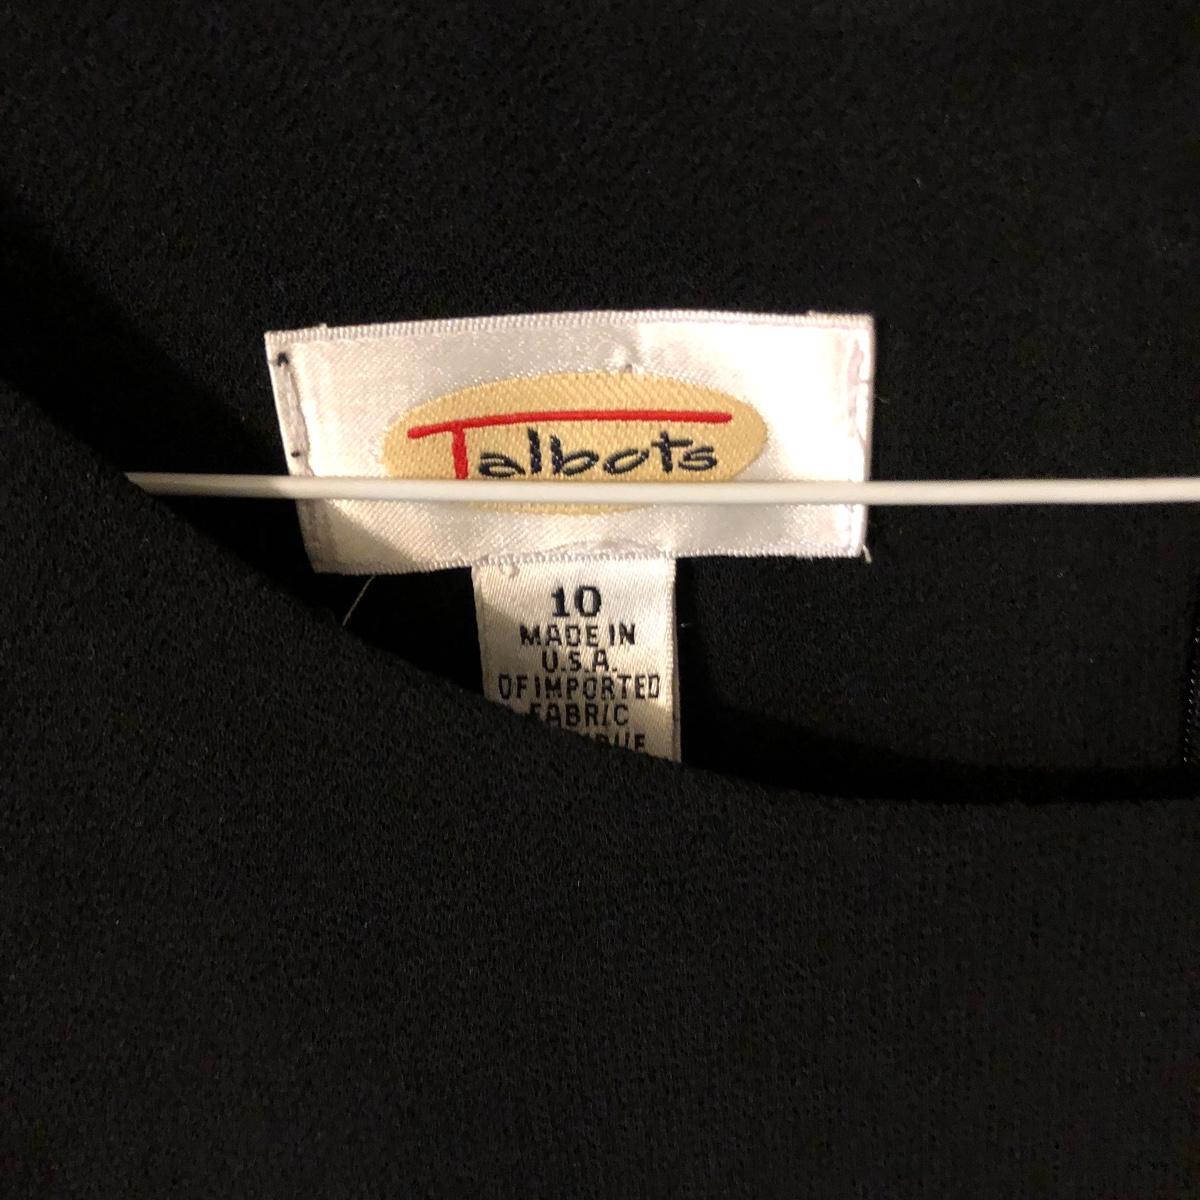 Talbots
10
MADE IN
U.S.A.
OF IMPORTED
FABRIC